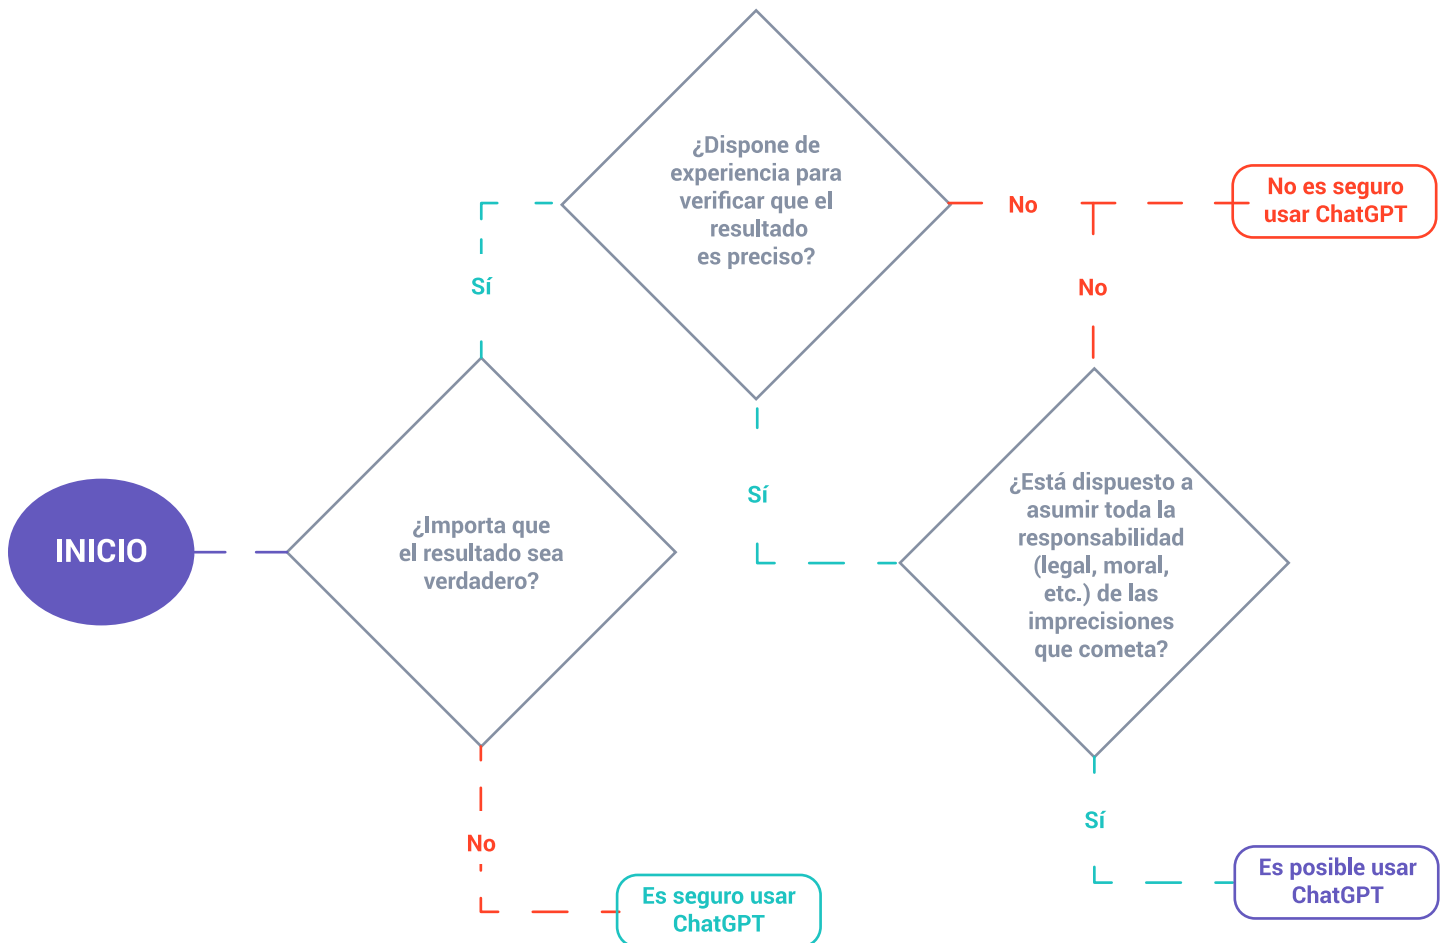 ¿Dispone de
experiencia para
verificar que el
resultado
es preciso?
No
No es seguro
usar ChatGPT
Sí
No
INICIO
¿Importa que
el resultado sea
verdadero?
Sí
¿Está dispuesto a
asumir toda la
responsabilidad
(legal, moral,
etc.) de las
imprecisiones
que cometa?
No
Es seguro usar
ChatGPT
Sí
Es posible usar
ChatGPT